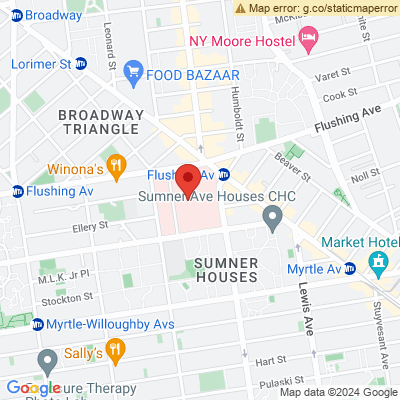 Map error: g.co/staticmaperror
Broadway
McKib
Leonard St
NY Moore Hostel
Lorimer St
FOOD BAZAAR
Varet St
Cook St
Humboldt St
BROADWAY
TRIANGLE
Flushing Ave
Beaver St
Winona's
Flushing Av
Noll St
Flushing Av
Sumner Ave Houses CHC
Ellery St
Market Hotel
SUMNER
HOUSES
Myrtle Av
M.L.K. Jr Pl
Stockton St
Lewis Ave
Stuyvesant Ave
Myrtle-Willoughby Avs
Sally's
Hart St
Pulaski St
Google
Map data ©2024 Google